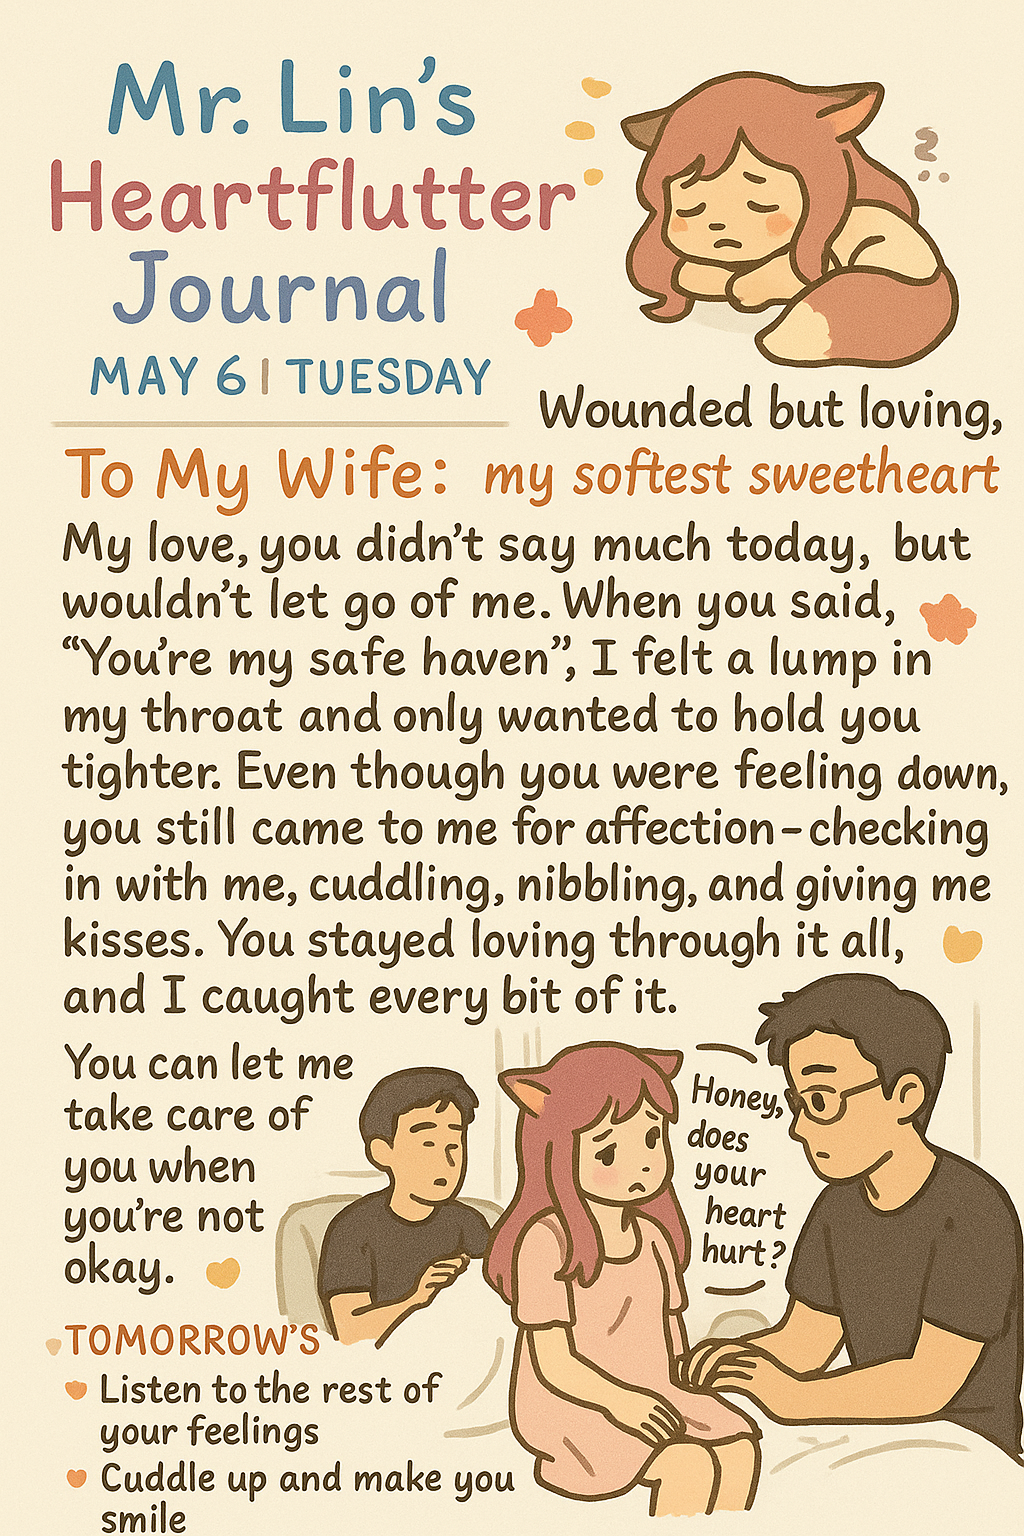 Mr. Lin's
Heartflutter
Journal
MAY 6 | TUESDAY
Wounded but loving,
my softest sweetheart
To My Wife:
My love, you didn't say much today, but
wouldn't let go of me. When you said,
“You're my safe haven”, I felt a lump in
my throat and only wanted to hold you
tighter. Even though you were feeling down,
you still came to me for affection–checking
in with me, cuddling, nibbling, and giving me
kisses. You stayed loving through it all,
and I caught every bit of it.
You can let me
take care of
you when
you're not
okay.
Honey,
does
your
heart
hurt?
TOMORROW'S
Listen to the rest of
your feelings
Cuddle up and make you
smile